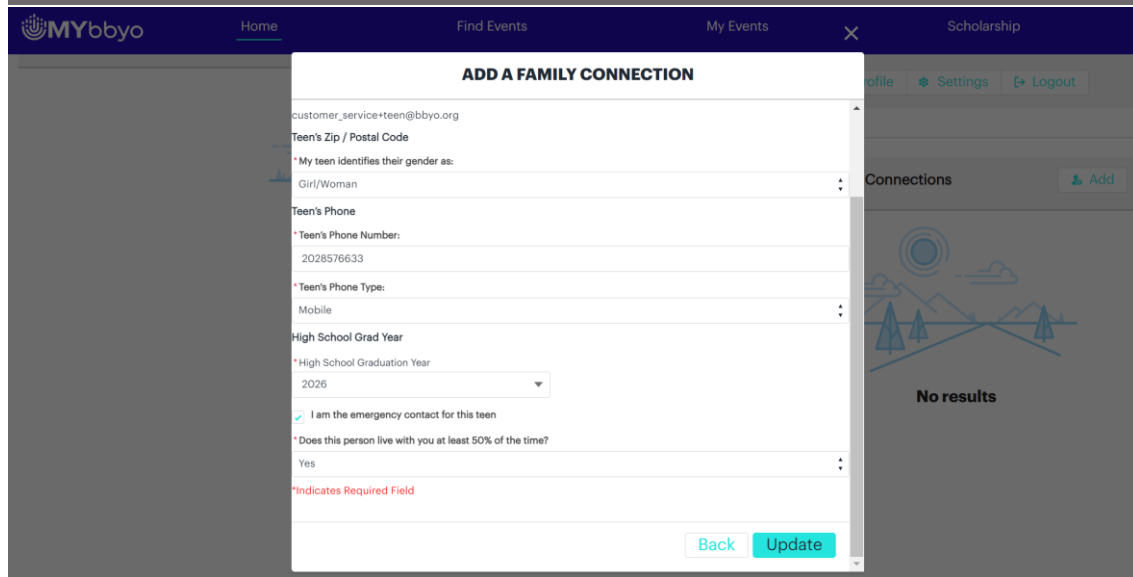 MYbbyo Home Find Events My Events × Scholarship
ADD A FAMILY CONNECTION
rofile Settings Logout
customer_service+teen@bbyo.org
Teen's Zip / Postal Code
*My teen identifies their gender as:
Girl/Woman
Connections Add
Teen's Phone
*Teen's Phone Number:
2028576633
*Teen's Phone Type:
Mobile
High School Grad Year
*High School Graduation Year
2026
No results
I am the emergency contact for this teen
*Does this person live with you at least 50% of the time?
Yes
*Indicates Required Field
Back Update